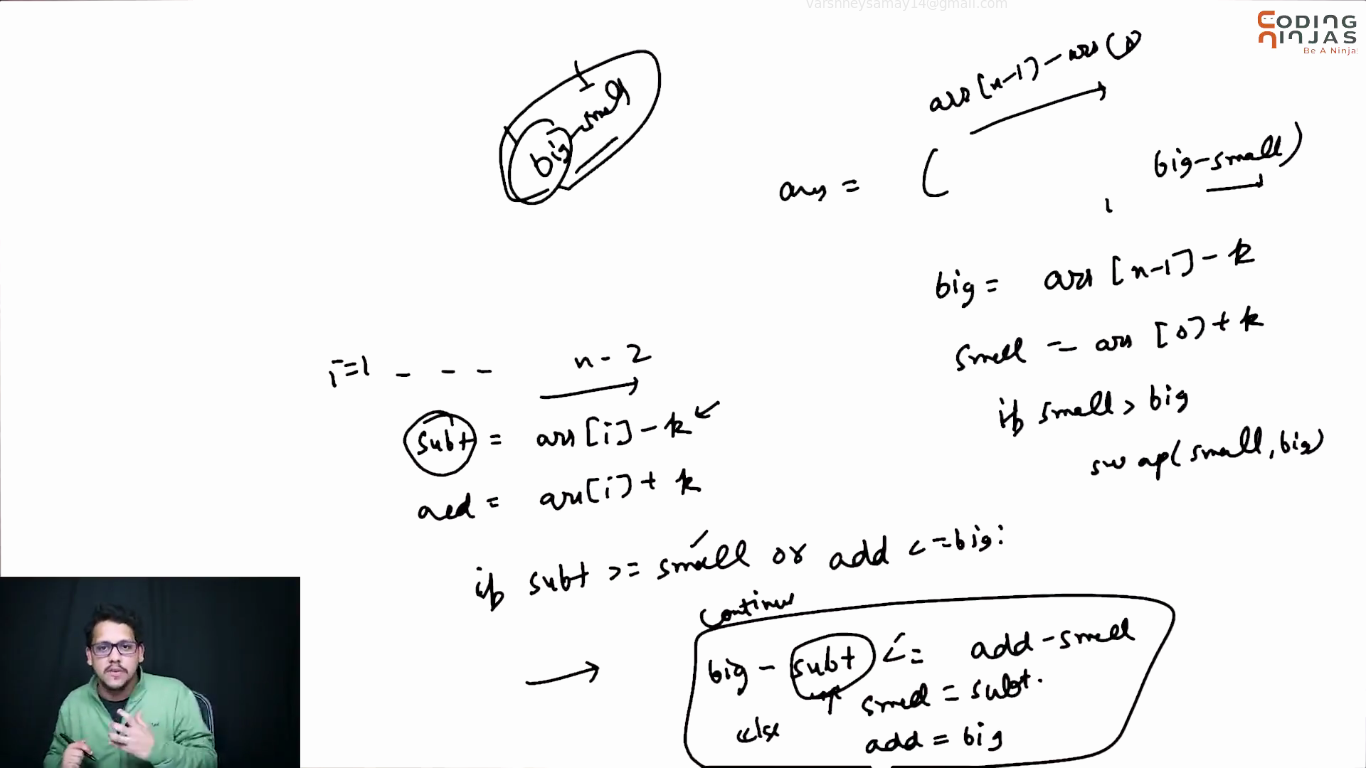 varshneysamay14@gmail.com
CODING
NINJAS
Be A Ninja
big - small
arr[n-1) - arr(0)
ans = ( , big-small)
big = arr [n-1] - k
small = arr [0) + k
if small > big
swap( small, big)
i=1 - - - n - 2
subt = arr [i] - k
add = arr[i) + k
if subt >= small or add <= big:
continue
big - subt <= add - small
small = subt.
else
add = big